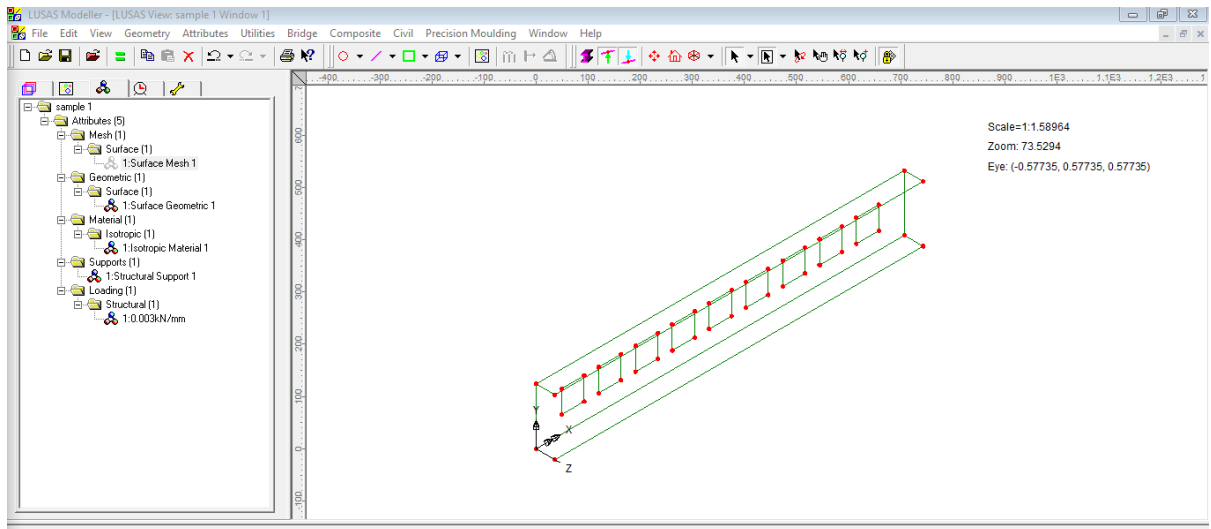 LUSAS Modeller - [LUSAS View: sample 1 Window 1]
File Edit View Geometry Attributes Utilities Bridge Composite Civil Precision Moulding Window Help
-400 -300 -200 -100 0 100 200 300 400 500 600 700 800 900 1E3 1.1E3 1.2E3 1
sample 1
Attributes (5)
Mesh (1)
Surface (1)
1:Surface Mesh 1
Geometric (1)
Surface (1)
1:Surface Geometric 1
Material (1)
Isotropic (1)
1:Isotropic Material 1
Supports (1)
1:Structural Support 1
Loading (1)
Structural (1)
1:0.003kN/mm
600
500
400
300
200
100
0
-100
Scale=1:1.58964
Zoom: 73.5294
Eye: (-0.57735, 0.57735, 0.57735)
Y
X
Z